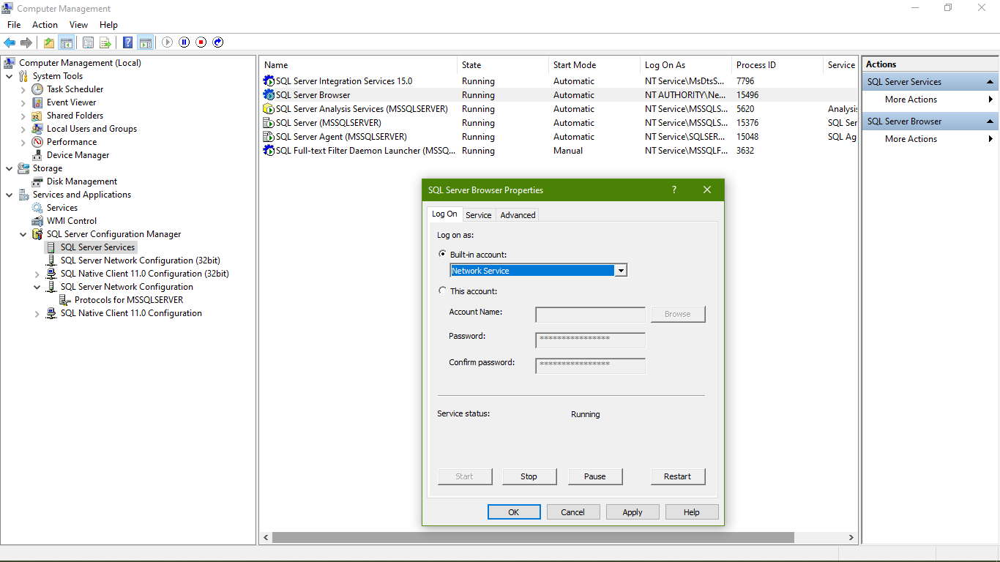 Computer Management
File Action View Help
Computer Management (Local)
System Tools
Task Scheduler
Event Viewer
Shared Folders
Local Users and Groups
Performance
Device Manager
Storage
Disk Management
Services and Applications
Services
WMI Control
SQL Server Configuration Manager
SQL Server Services
SQL Server Network Configuration (32bit)
SQL Native Client 11.0 Configuration (32bit)
SQL Server Network Configuration
Protocols for MSSQLSERVER
SQL Native Client 11.0 Configuration
Name State Start Mode Log On As Process ID Service
SQL Server Integration Services 15.0 Running Automatic NT Service\MsDtsS... 7796
SQL Server Browser Running Automatic NT AUTHORITY\Ne... 15496
SQL Server Analysis Services (MSSQLSERVER) Running Automatic NT Service\MSSQLS... 5620 Analysis
SQL Server (MSSQLSERVER) Running Automatic NT Service\MSSQLS... 15376 SQL Ser
SQL Server Agent (MSSQLSERVER) Running Automatic NT Service\SQLSER... 15048 SQL Ag
SQL Full-text Filter Daemon Launcher (MSSQ... Running Manual NT Service\MSSQLF... 3632
SQL Server Browser Properties ?
Log On Service Advanced
Log on as:
Built-in account:
Network Service
This account:
Account Name: Browse
Password: ****************
Confirm password: ****************
Service status: Running
Start Stop Pause Restart
OK Cancel Apply Help
Actions
SQL Server Services
More Actions
SQL Server Browser
More Actions